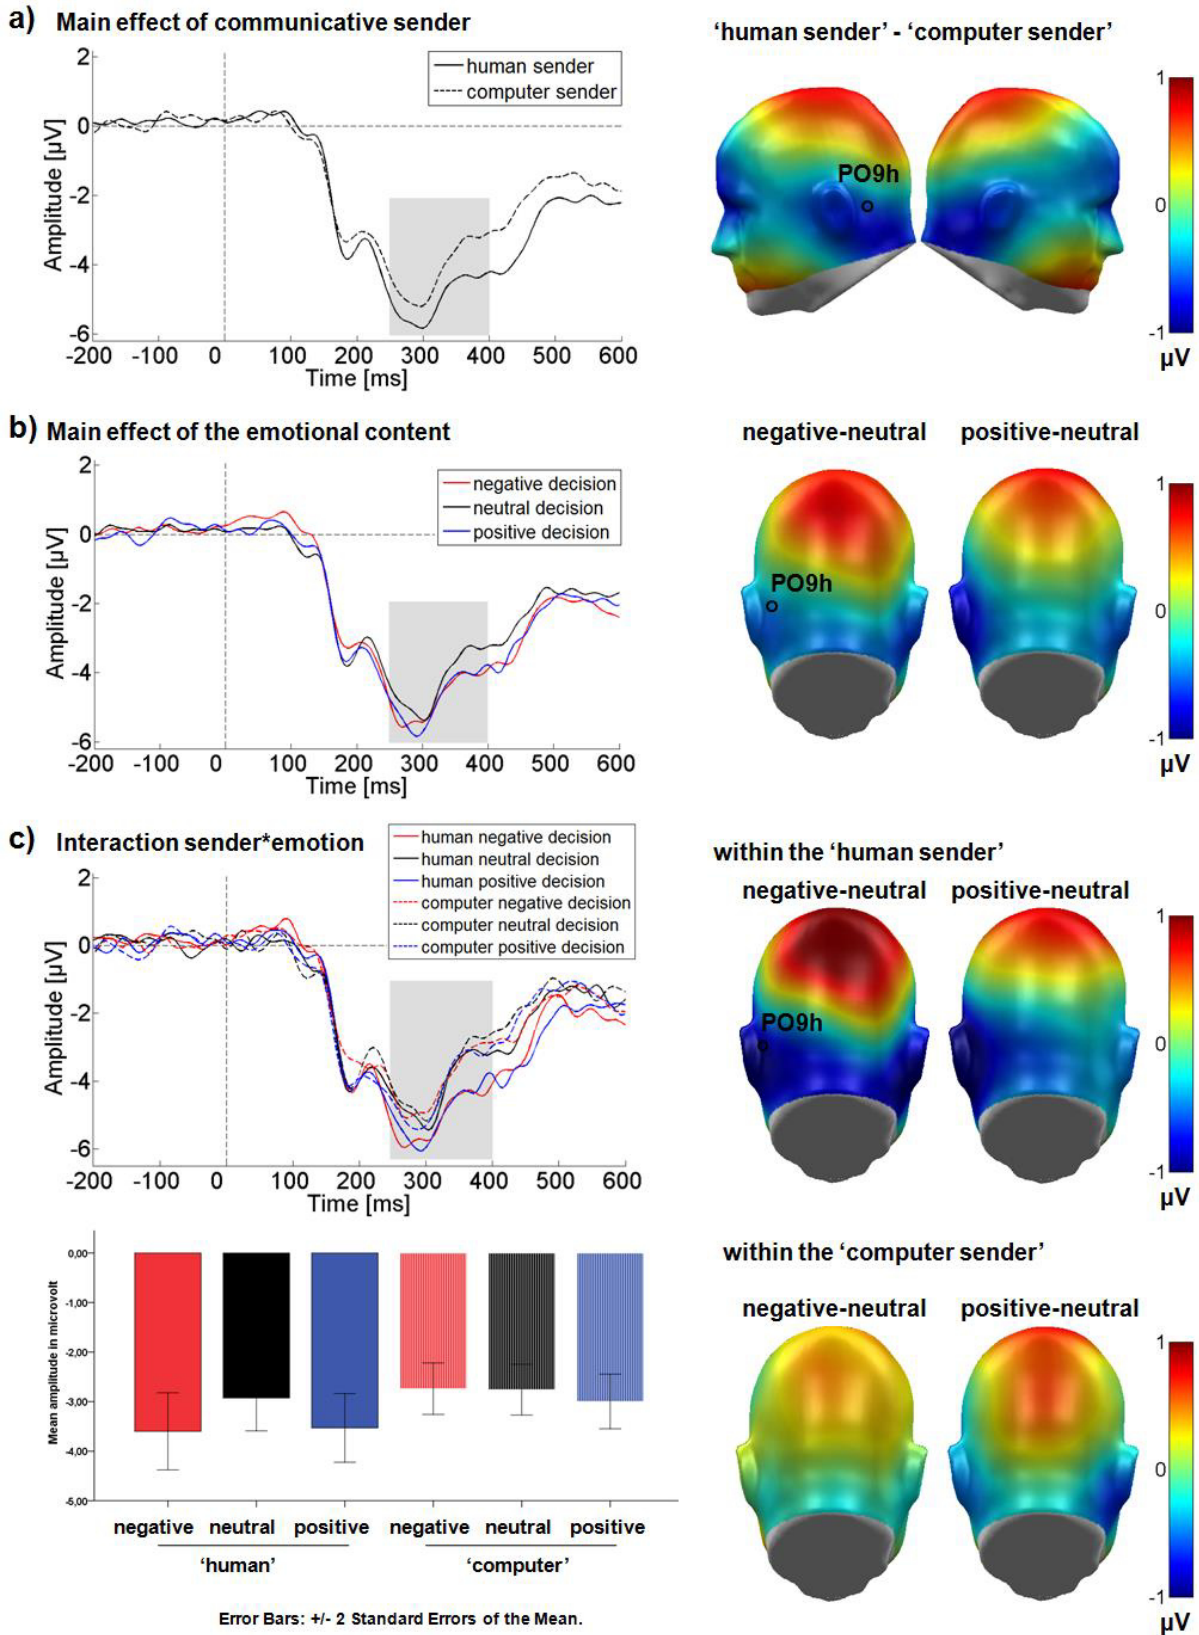 a) Main effect of communicative sender
2
0
-2
-4
-6
Amplitude [µV]
-200 -100 0 100 200 300 400 500 600
Time [ms]
human sender
computer sender
‘human sender’ - ‘computer sender’
PO9h
1
0
-1
µV
b) Main effect of the emotional content
2
0
-2
-4
-6
Amplitude [µV]
-200 -100 0 100 200 300 400 500 600
Time [ms]
negative decision
neutral decision
positive decision
negative-neutral positive-neutral
PO9h
1
0
-1
µV
c) Interaction sender*emotion
2
0
-2
-4
-6
Amplitude [µV]
-200 -100 0 100 200 300 400 500 600
Time [ms]
human negative decision
human neutral decision
human positive decision
computer negative decision
computer neutral decision
computer positive decision
within the ‘human sender’
negative-neutral positive-neutral
PO9h
1
0
-1
µV
0,00
-1,00
-2,00
-3,00
-4,00
-5,00
Mean amplitude in microvolt
negative neutral positive negative neutral positive
‘human’ ‘computer’
Error Bars: +/- 2 Standard Errors of the Mean.
within the ‘computer sender’
negative-neutral positive-neutral
1
0
-1
µV